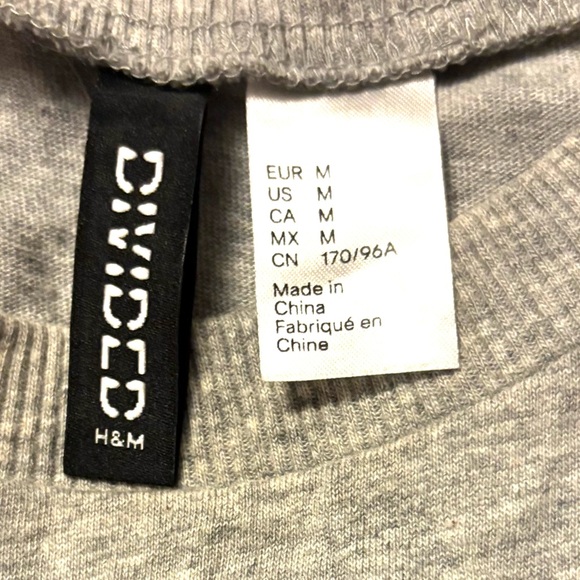 DIVIDED
H&M
EUR M
US M
CA M
MX M
CN 170/96A
Made in
China
Fabriqué en
Chine